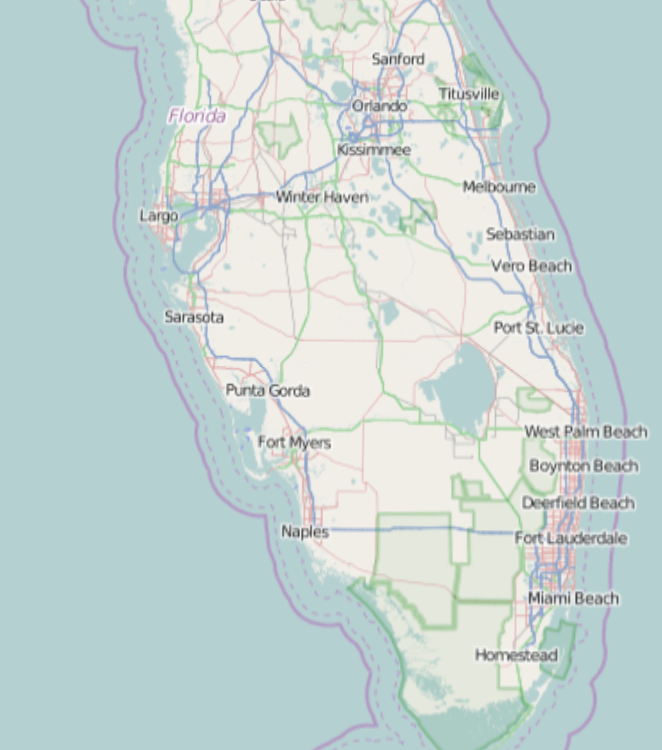 Sanford
Titusville
Orlando
Florida
Kissimmee
Melbourne
Winter Haven
Largo
Sebastian
Vero Beach
Sarasota
Port St. Lucie
Punta Gorda
West Palm Beach
Fort Myers
Boynton Beach
Deerfield Beach
Naples
Fort Lauderdale
Miami Beach
Homestead